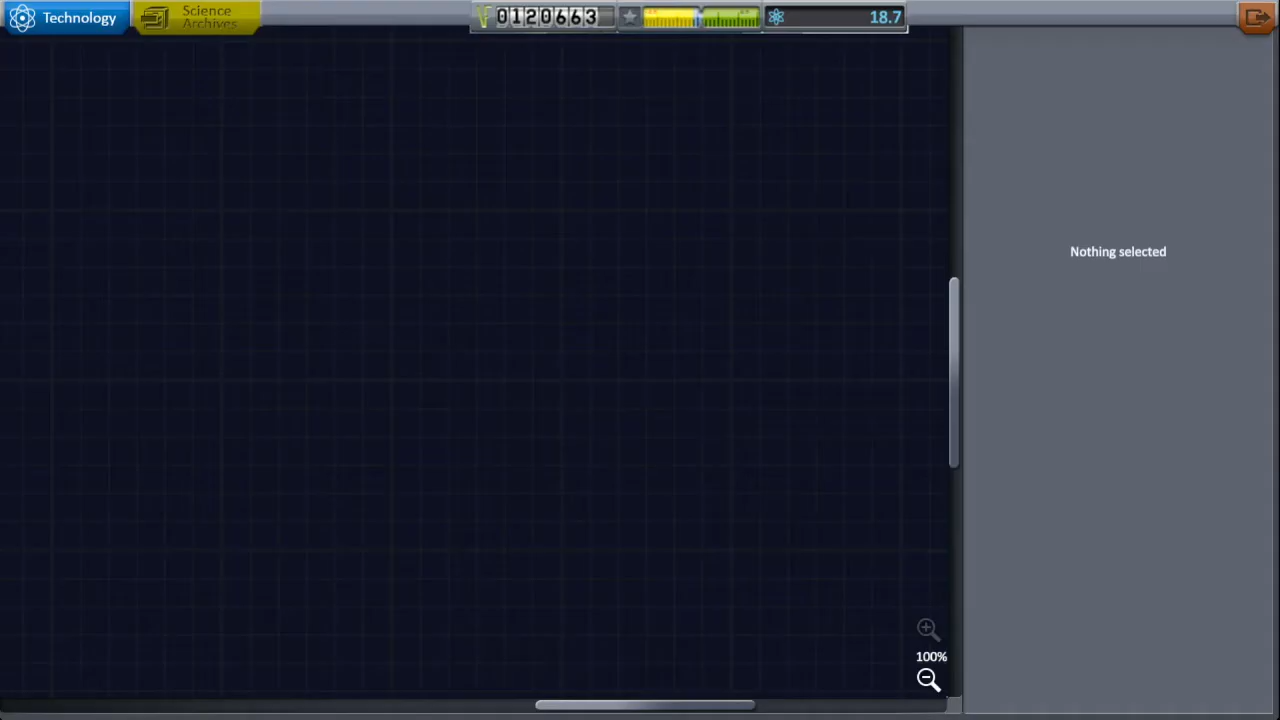 Technology
Science
Archives
0120663
18.7
Nothing selected
100%